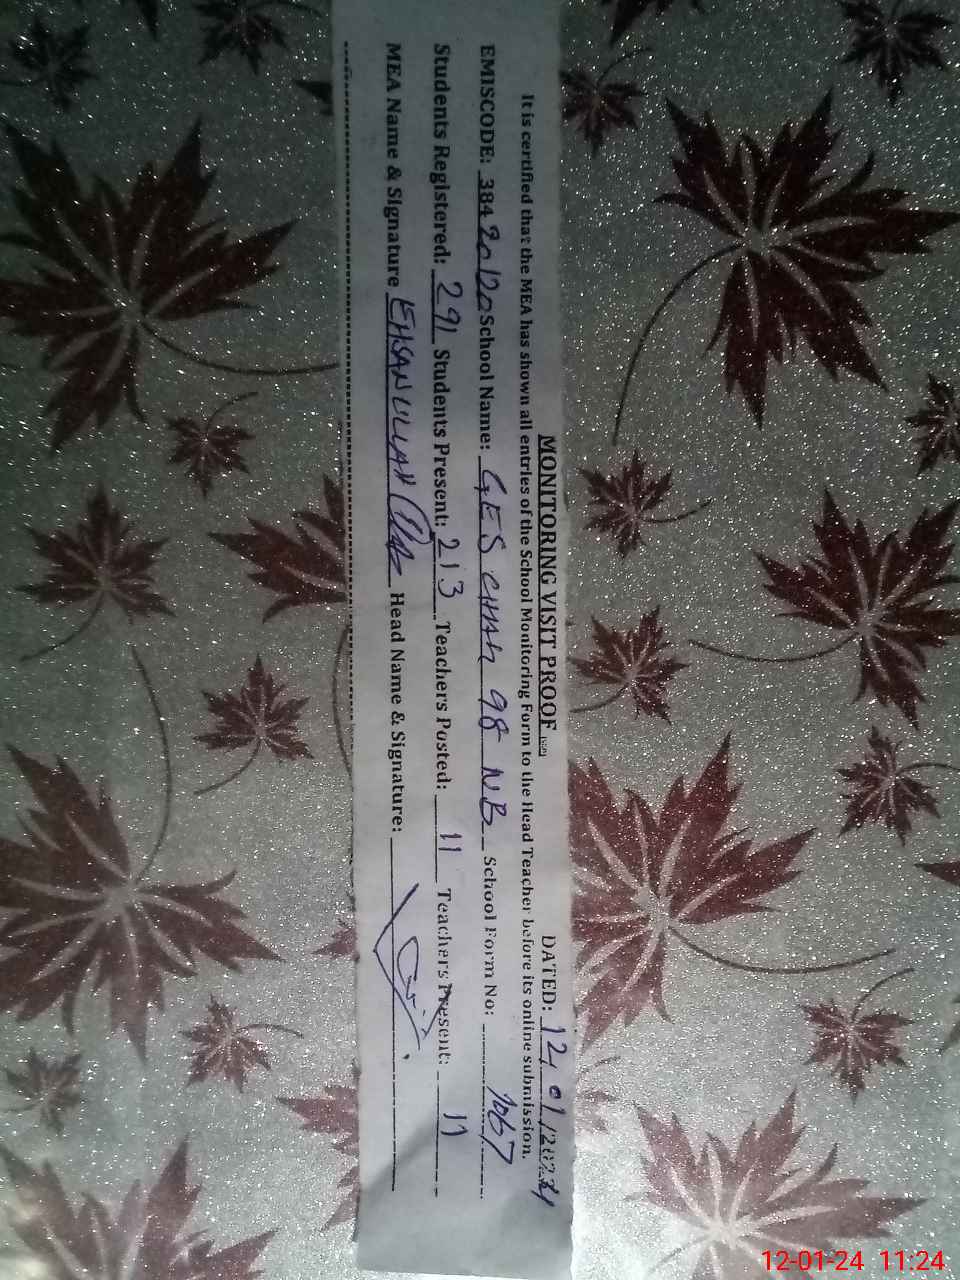 MONITORING VISIT PROOF DATED: 12/01/2024
It is certified that the MEA has shown all entries of the School Monitoring Form to the Head Teacher before its online submission.
EMISCODE: 38420120 School Name: GES CHAH 98 NB School Form No: 1067
Students Registered: 291 Students Present: 213 Teachers Posted: 11 Teachers Present: 11
MEA Name & Signature EHSAN ULLAH Head Name & Signature:
12-01-24 11:24